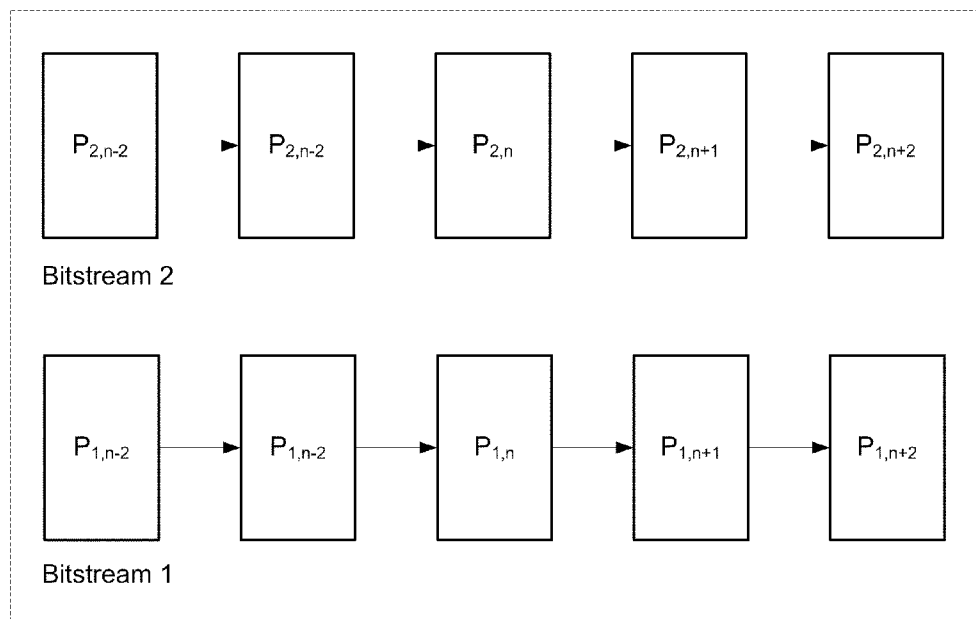 P2,n-2 P2,n-2 P2,n P2,n+1 P2,n+2
Bitstream 2
P1,n-2 P1,n-2 P1,n P1,n+1 P1,n+2
Bitstream 1